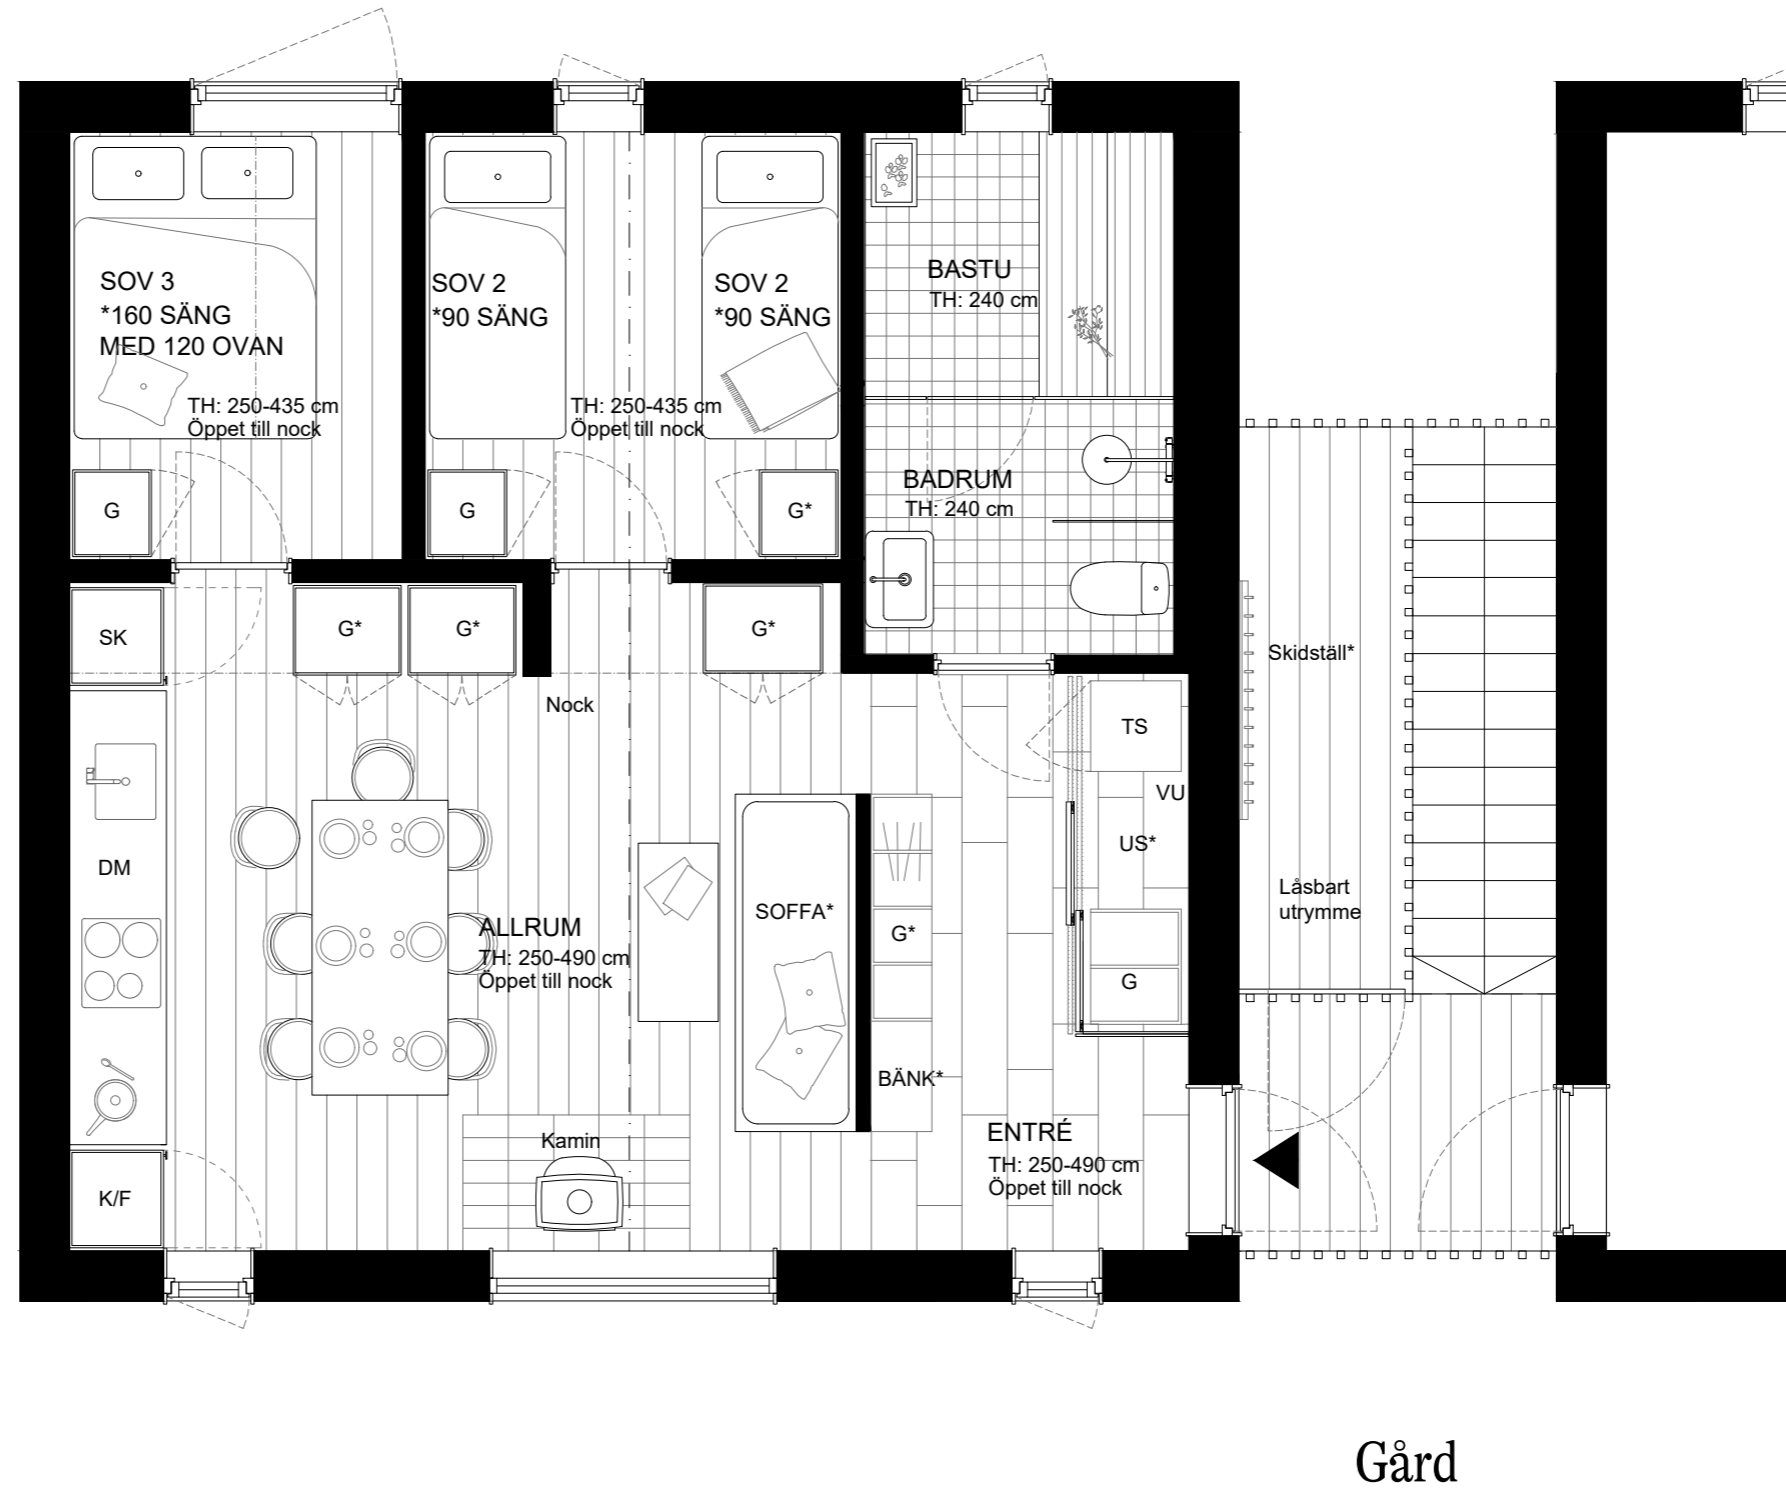 SOV 3
*160 SÄNG
MED 120 OVAN
TH: 250-435 cm
Öppet till nock
SOV 2
*90 SÄNG
SOV 2
*90 SÄNG
TH: 250-435 cm
Öppet till nock
BASTU
TH: 240 cm
BADRUM
TH: 240 cm
G
G
G*
SK
G*
G*
G*
Skidställ*
Nock
TS
VU
US*
DM
Låsbart
utrymme
SOFFA*
ALLRUM
TH: 250-490 cm
Öppet till nock
G*
G
BÄNK*
Kamin
ENTRÉ
TH: 250-490 cm
Öppet till nock
K/F
Gård